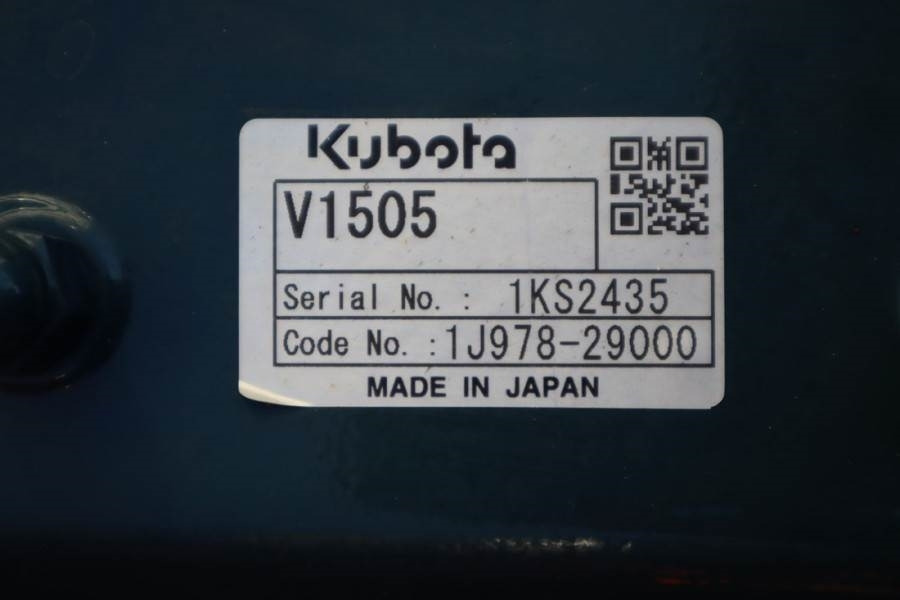 Kubota
V1505
Serial No. : 1KS2435
Code No. :1J978-29000
MADE IN JAPAN